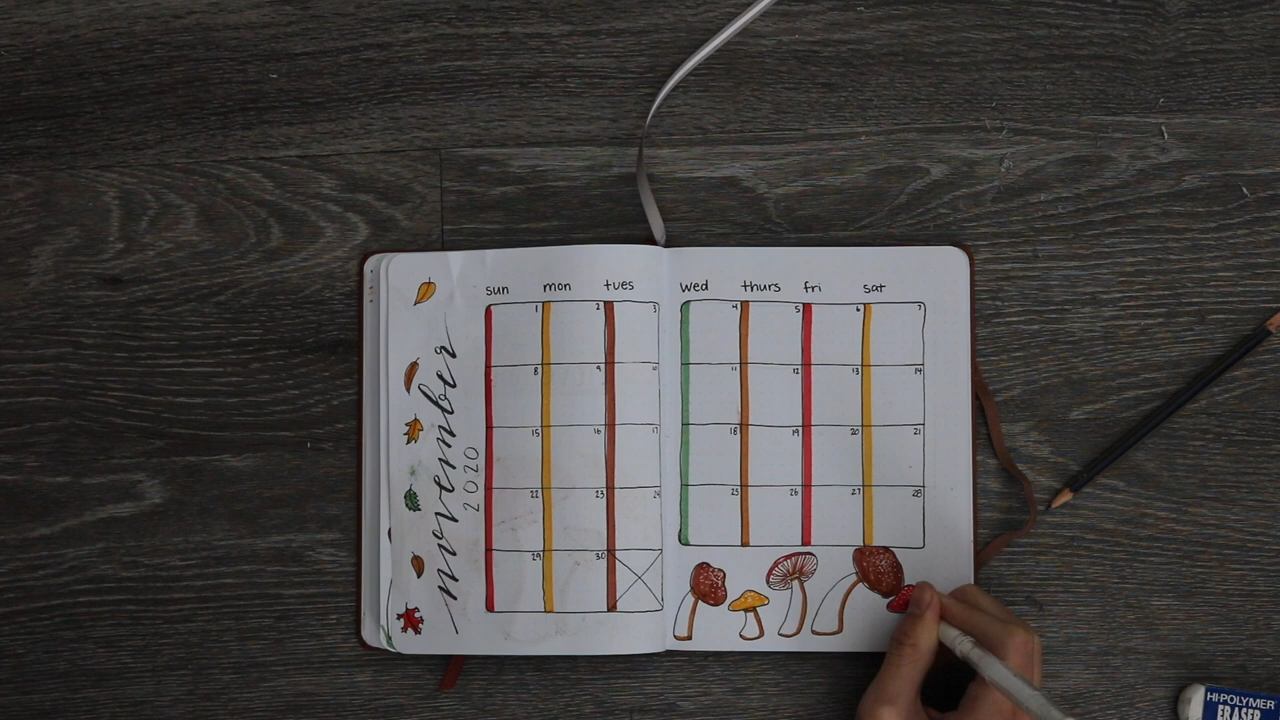 sun mon tues wed thurs fri sat
1 2 3 4 5 6 7
8 9 10 11 12 13 14
15 16 17 18 19 20 21
22 23 24 25 26 27 28
29 30
november
2020
HI-POLYMER
ERASER